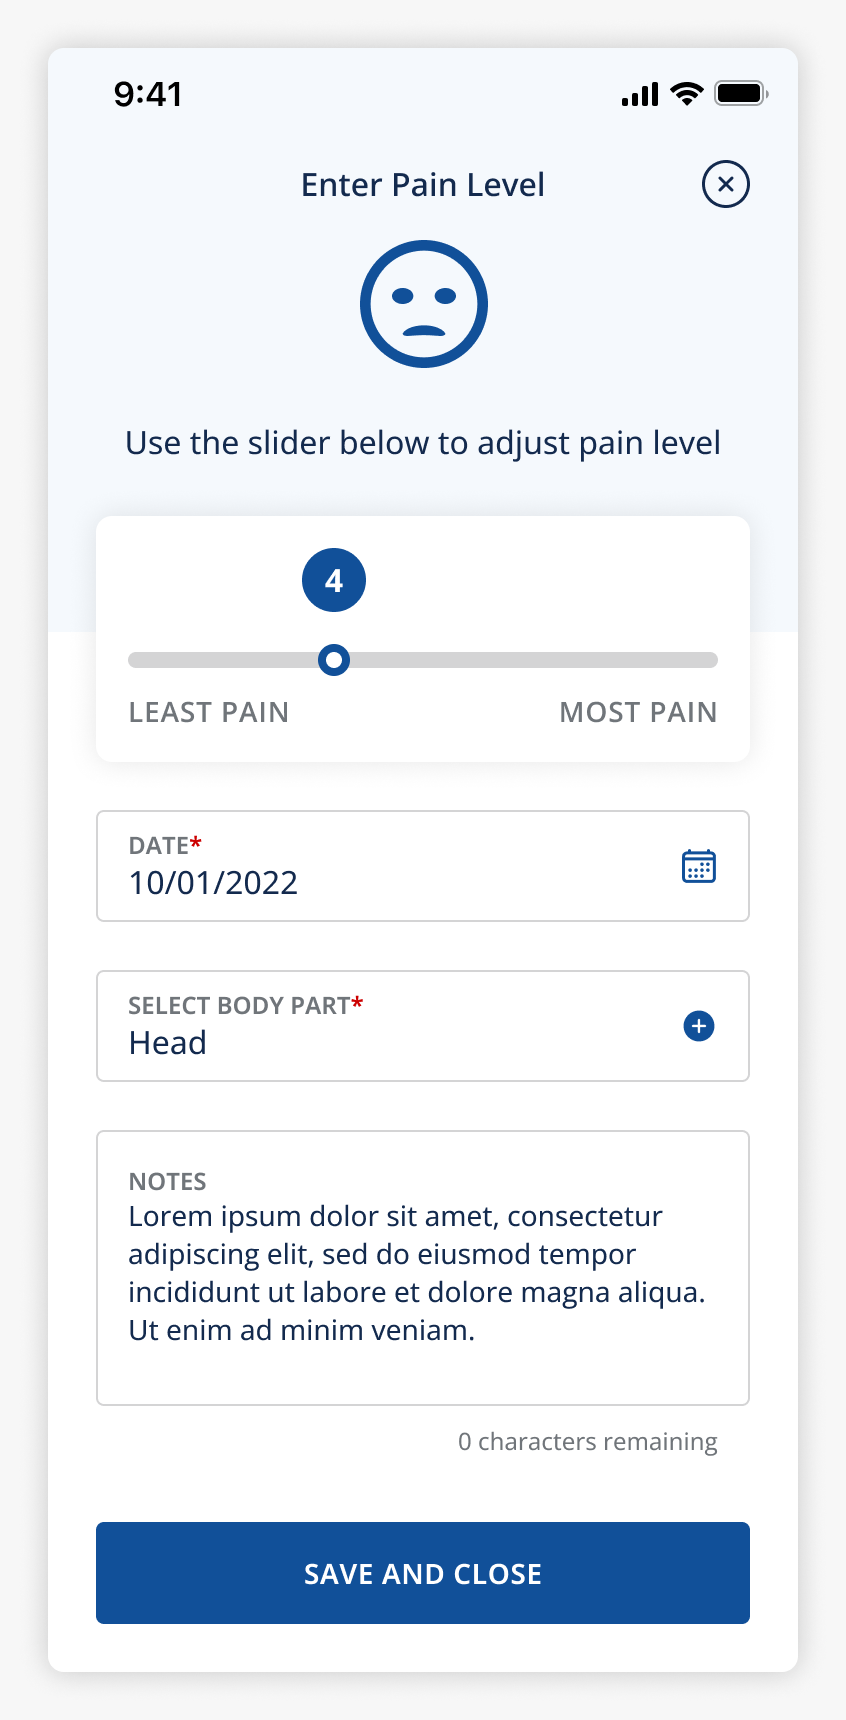 9:41
Enter Pain Level
Use the slider below to adjust pain level
4
LEAST PAIN
MOST PAIN
DATE*
10/01/2022
SELECT BODY PART*
Head
NOTES
Lorem ipsum dolor sit amet, consectetur
adipiscing elit, sed do eiusmod tempor
incididunt ut labore et dolore magna aliqua.
Ut enim ad minim veniam.
0 characters remaining
SAVE AND CLOSE